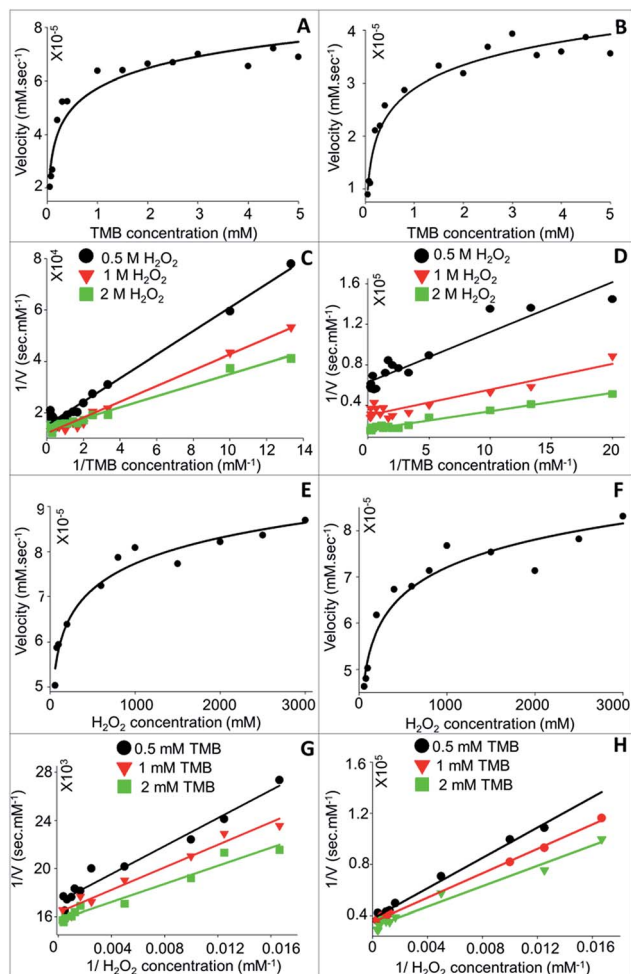 A
X10-5
8
6
4
2
Velocity (mM.sec-1)
0 1 2 3 4 5
TMB concentration (mM)
B
X10-5
4
3
2
1
Velocity (mM.sec-1)
0 1 2 3 4 5
TMB concentration (mM)
C
X10⁴
0.5 M H₂O₂
1 M H₂O₂
2 M H₂O₂
8
6
4
2
1/V (sec.mM-1)
0 2 4 6 8 10 12 14
1/TMB concentration (mM-1)
D
X10⁵
0.5 M H₂O₂
1 M H₂O₂
2 M H₂O₂
1.6
1.2
0.8
0.4
1/V (sec.mM-1)
0 5 10 15 20
1/TMB concentration (mM-1)
E
X10-5
9
8
7
6
5
Velocity (mM.sec-1)
0 1000 2000 3000
H₂O₂ concentration (mM)
F
X10-5
8
7
6
5
Velocity (mM.sec-1)
0 1000 2000 3000
H₂O₂ concentration (mM)
G
X10³
0.5 mM TMB
1 mM TMB
2 mM TMB
28
24
20
16
1/V (sec.mM-1)
0 0.004 0.008 0.012 0.016
1/ H₂O₂ concentration (mM-1)
H
X10⁵
0.5 mM TMB
1 mM TMB
2 mM TMB
1.6
1.2
0.8
0.4
1/V (sec.mM-1)
0.000 0.004 0.008 0.012 0.016
1/ H₂O₂ concentration (mM-1)